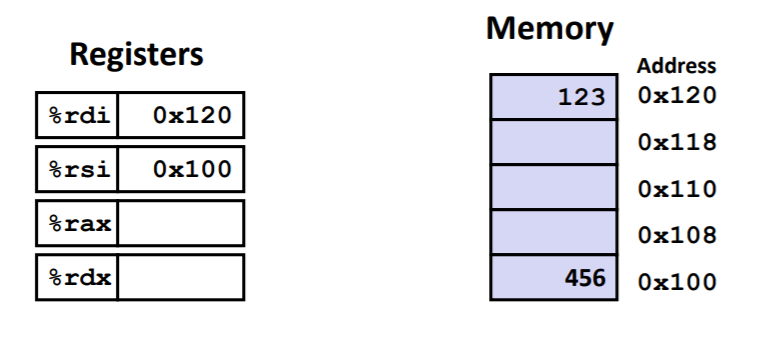 Registers
%rdi 0x120
%rsi 0x100
%rax
%rdx
Memory
Address
123 0x120
0x118
0x110
0x108
456 0x100